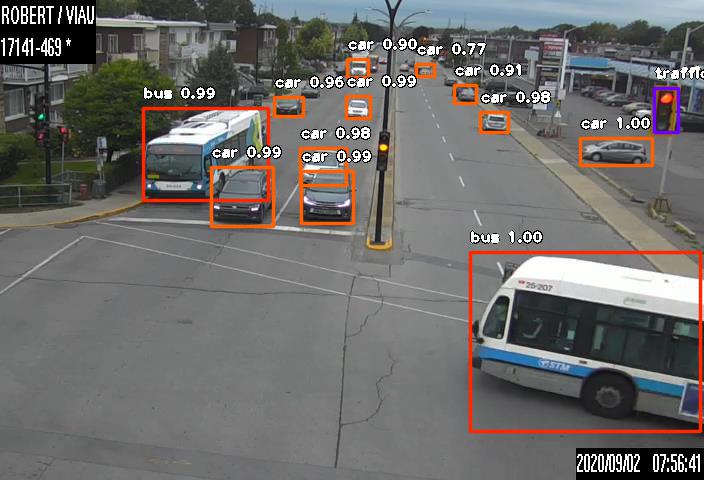 ROBERT / VIAU
17141-469 *
car 0.90
car 0.77
car 0.96
car 0.99
car 0.91
bus 0.99
car 0.98
traffic
car 0.98
car 1.00
car 0.99
car 0.99
bus 1.00
25-207
STM
2020/09/02 07:56:41